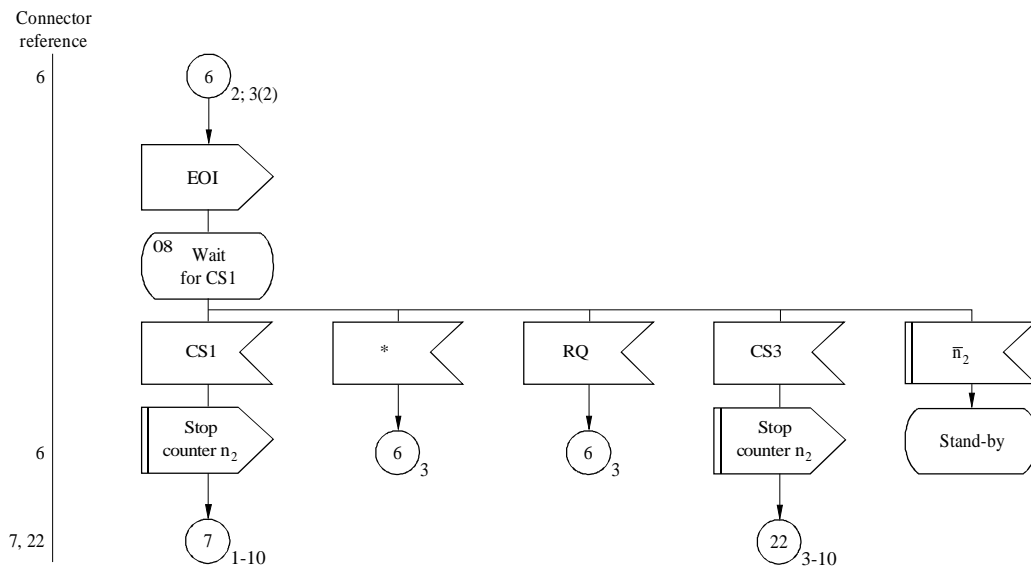 Connector
reference
6
6
2; 3(2)
EOI
08
Wait
for CS1
CS1
*
RQ
CS3
n̅₂
Stop
counter n₂
6
3
6
3
Stop
counter n₂
Stand-by
6
7, 22
7
1-10
22
3-10